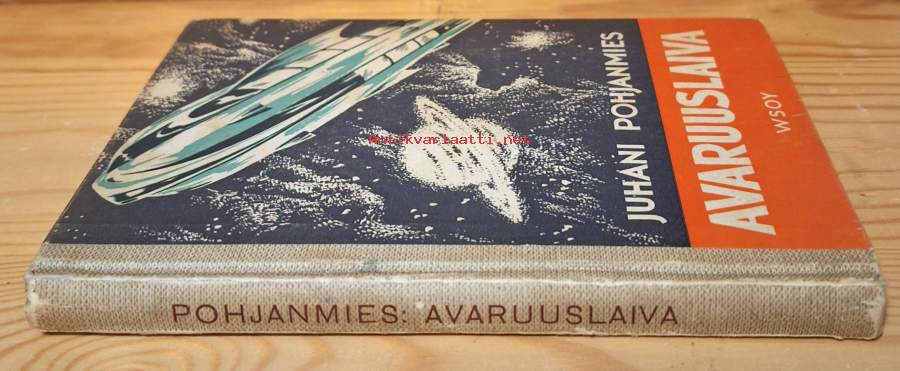 JUHANI POHJANMIES
AVARUUSLAIVA
WSOY
Antikvariaatti.net
POHJANMIES: AVARUUSLAIVA